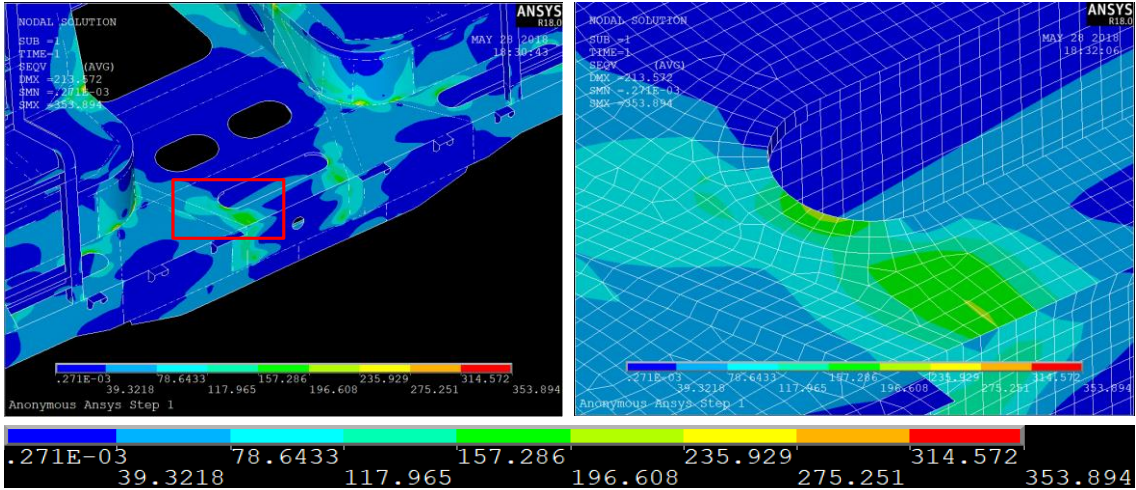 NODAL SOLUTION
ANSYS
R18.0
SUB =1
TIME=1
SEQV (AVG)
DMX =213.572
SMN =.271E-03
SMX =353.894
MAY 28 2018
18:30:43
.271E-03 78.6433 157.286 235.929 314.572
39.3218 117.965 196.608 275.251 353.894
Anonymous Ansys Step 1
NODAL SOLUTION
ANSYS
R18.0
SUB =1
TIME=1
SEQV (AVG)
DMX =213.572
SMN =.271E-03
SMX =353.894
MAY 28 2018
18:32:06
.271E-03 78.6433 157.286 235.929 314.572
39.3218 117.965 196.608 275.251 353.894
Anonymous Ansys Step 1
.271E-03 78.6433 157.286 235.929 314.572
39.3218 117.965 196.608 275.251 353.894